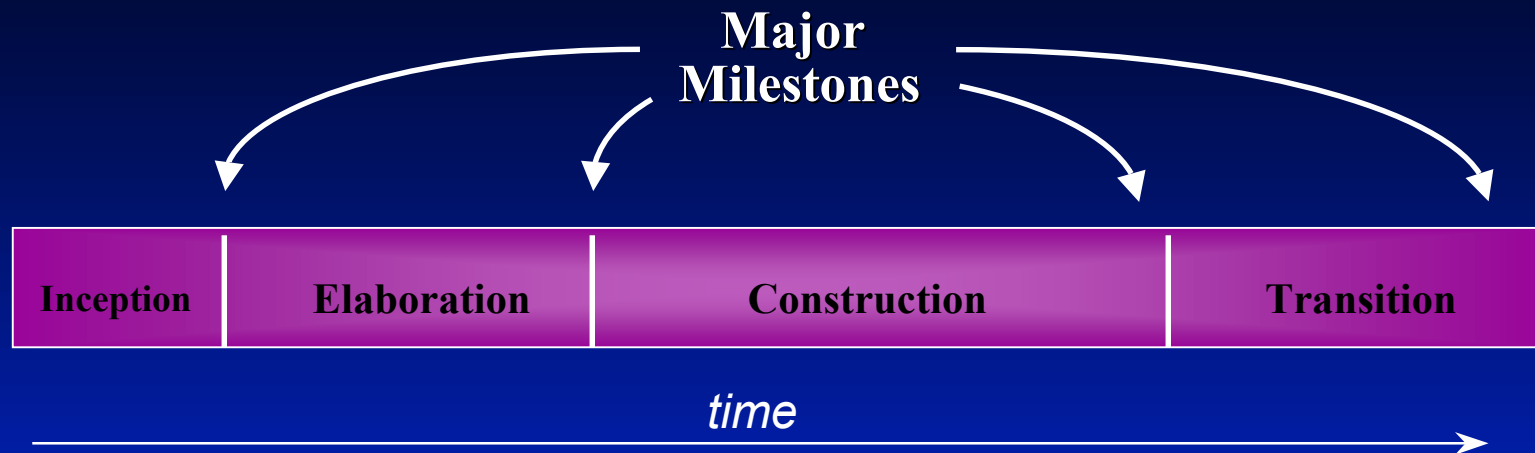 Major
Milestones
Inception Elaboration Construction Transition
time